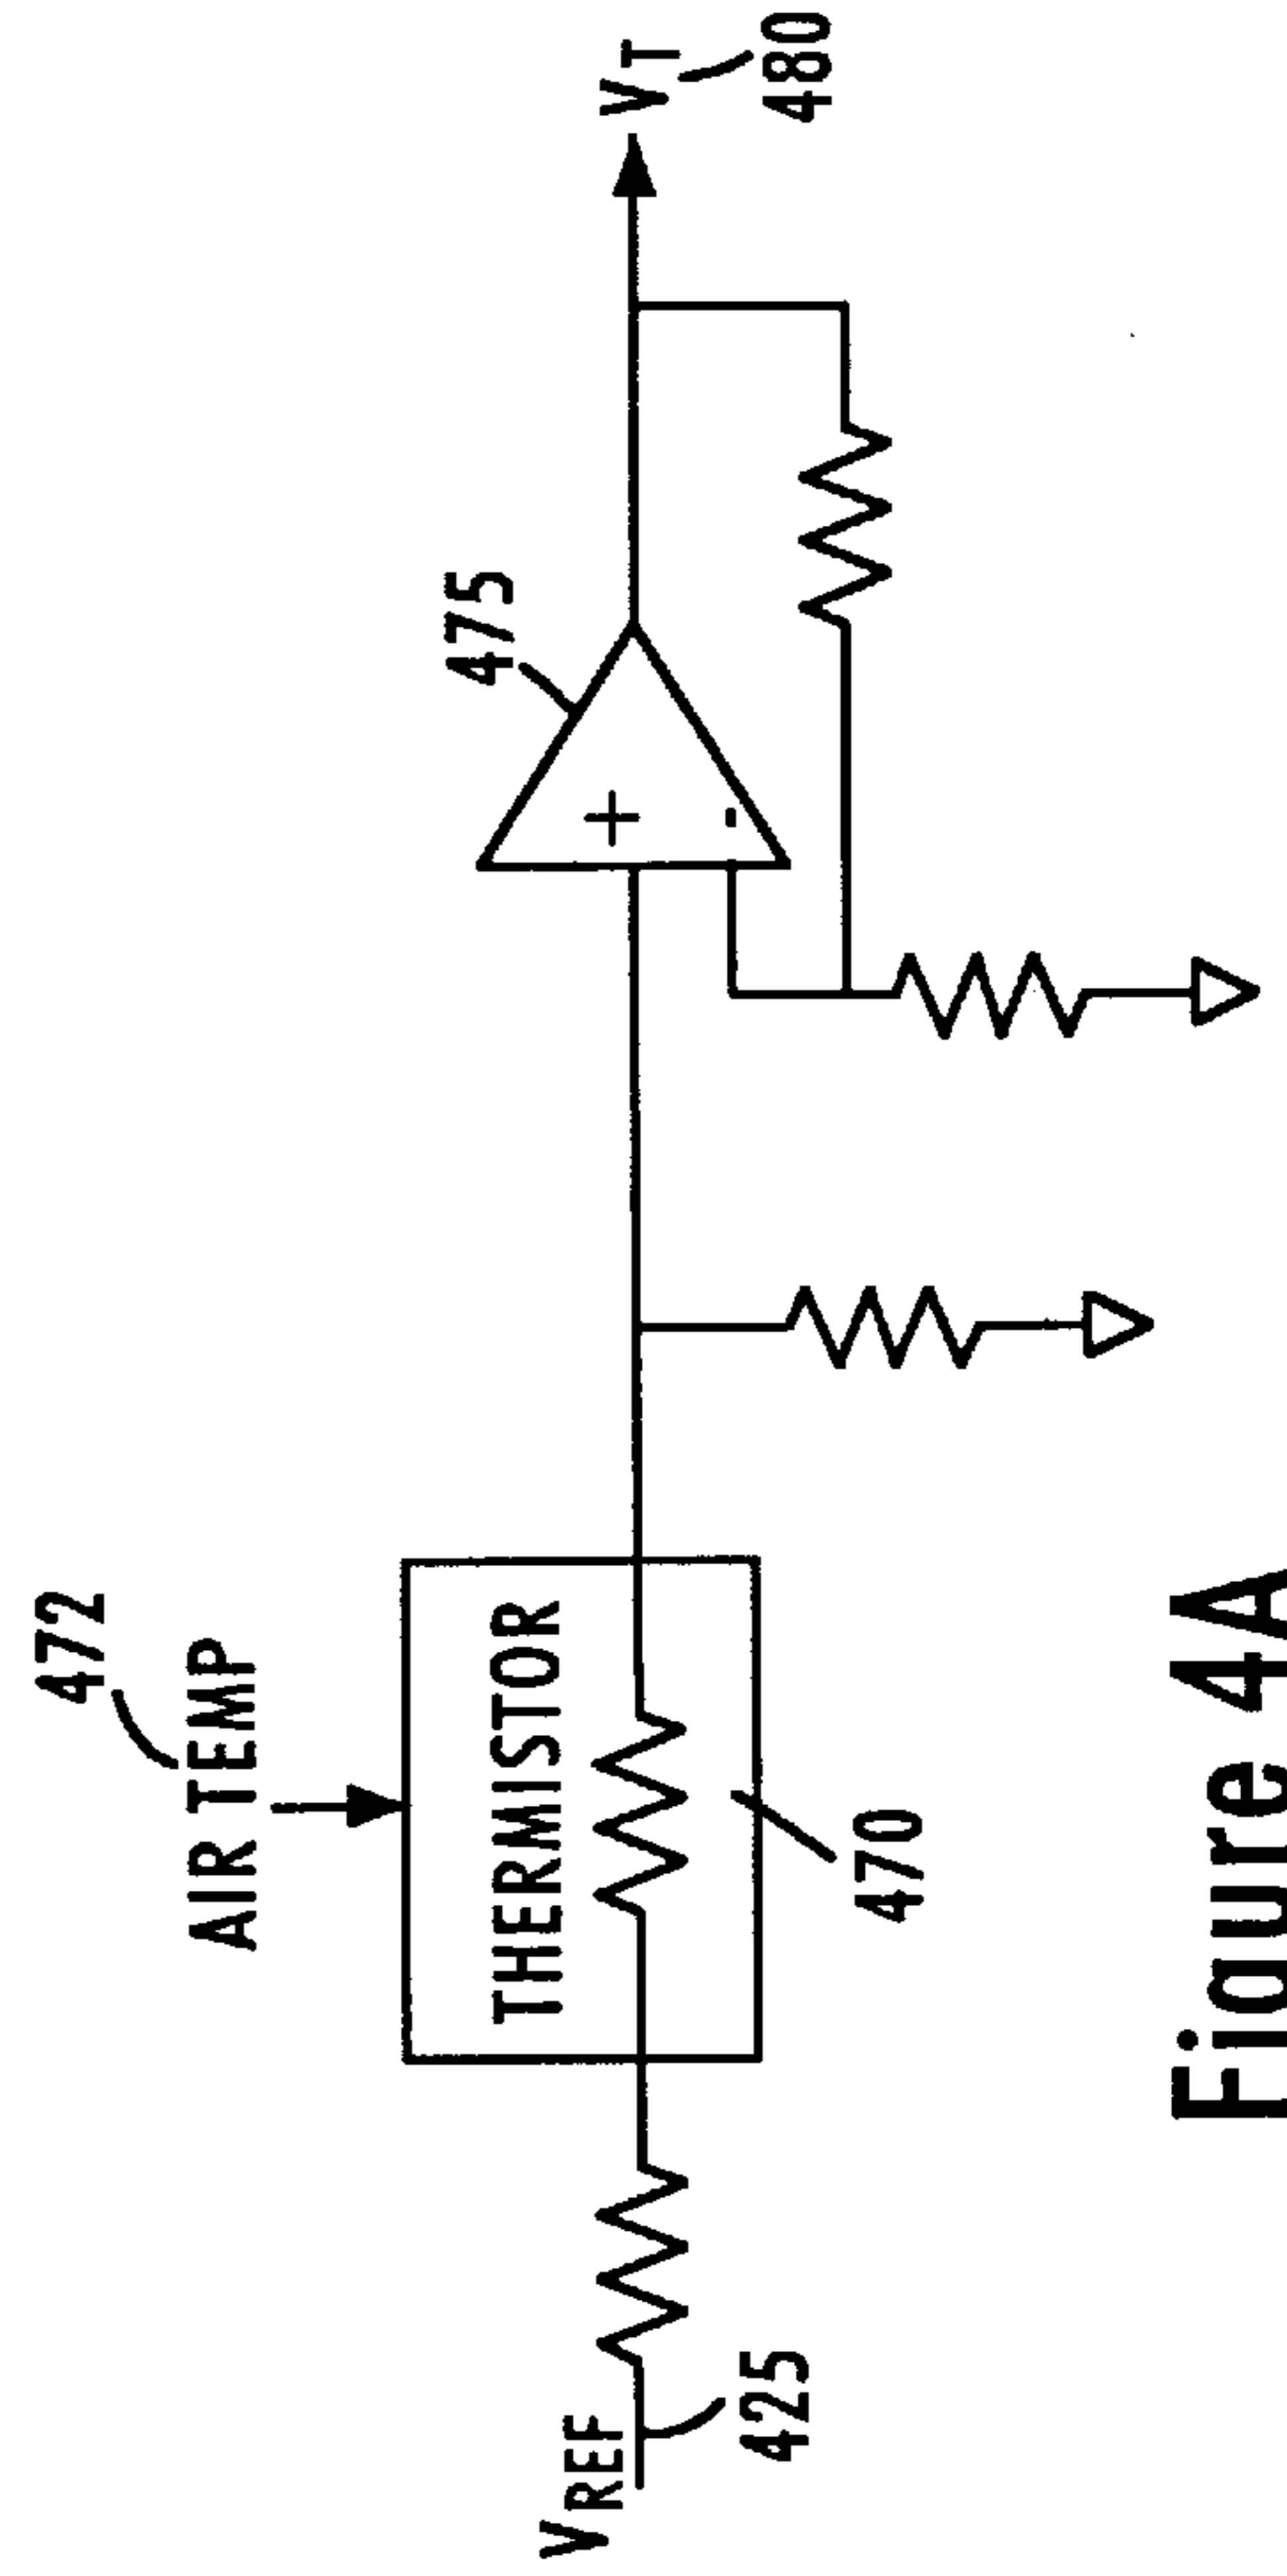 472
AIR TEMP
THERMISTOR
470
VREF
425
475
+
-
VT
480
Figure 4A